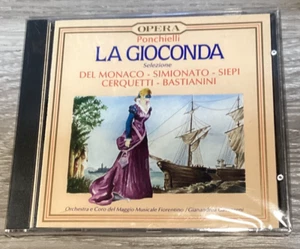 OPERA
Ponchielli
LA GIOCONDA
Selezione
DEL MONACO - SIMIONATO - SIEPI
CERQUETTI - BASTIANINI
Orchestra e Coro del Maggio Musicale Fiorentino /